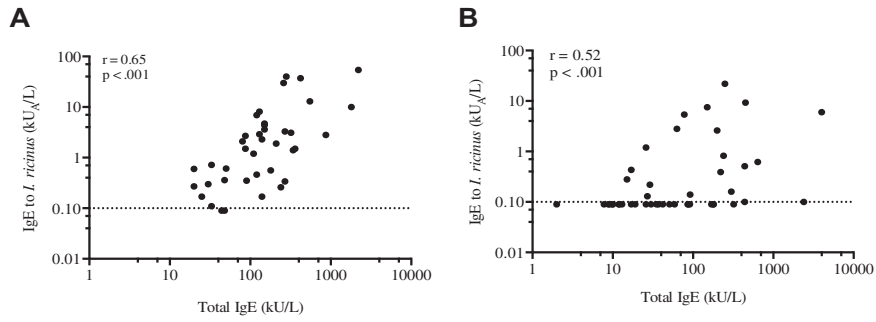 A
r = 0.65
p < .001
IgE to I. ricinus (kU_A/L)
100
10
1
0.10
0.01
1
10
100
1000
10000
Total IgE (kU/L)
B
r = 0.52
p < .001
IgE to I. ricinus (kU_A/L)
100
10
1
0.10
0.01
1
10
100
1000
10000
Total IgE (kU/L)